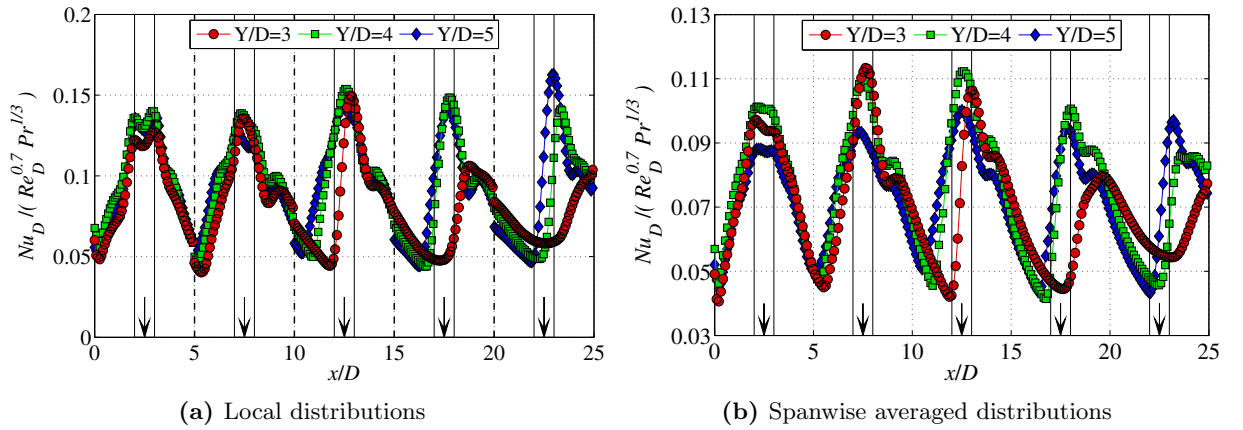 0.2
0.15
0.1
0.05
0
0 5 10 15 20 25
Nu_D /( Re_D^0.7 Pr^1/3 )
x/D
Y/D=3 Y/D=4 Y/D=5
(a) Local distributions
0.13
0.11
0.09
0.07
0.05
0.03
0 5 10 15 20 25
Nu_D /( Re_D^0.7 Pr^1/3 )
x/D
Y/D=3 Y/D=4 Y/D=5
(b) Spanwise averaged distributions